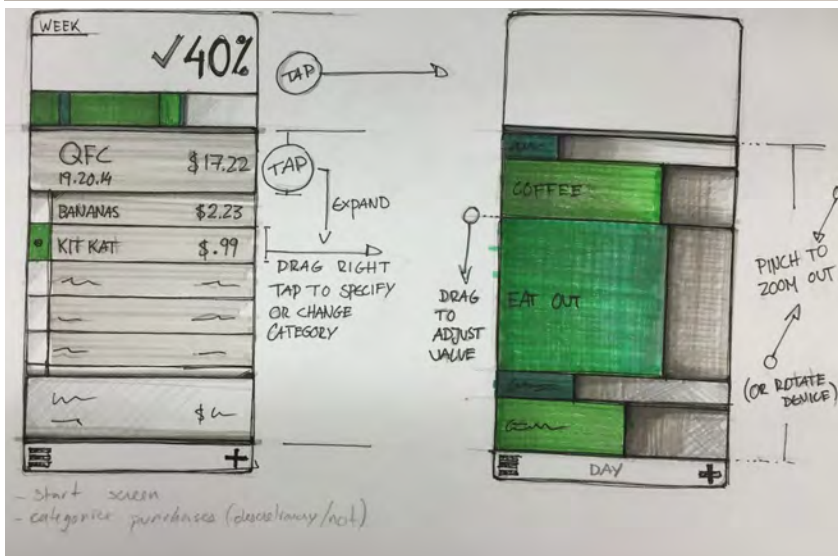 WEEK
✓40%
TAP
QFC
$17.22
19.20.14
TAP
BANANAS
$2.23
EXPAND
KIT KAT
$.99
DRAG RIGHT
TAP TO SPECIFY
OR CHANGE
CATEGORY
$
+
- start screen
- categories purchases (/not)
COFFEE
EAT OUT
DRAG
TO
ADJUST
VALUE
PINCH TO
ZOOM OUT
(OR ROTATE
DEVICE)
DAY
+